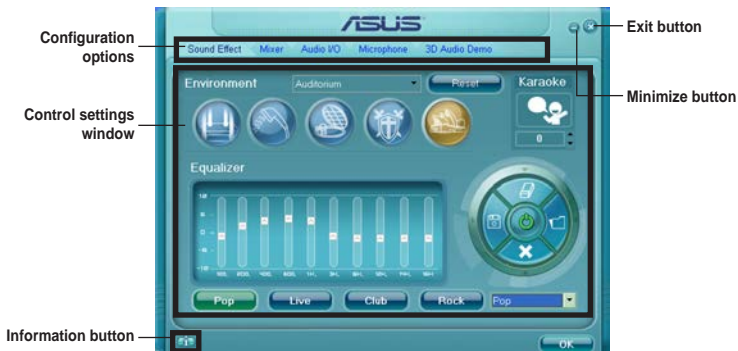 Configuration options
Control settings window
Information button
Exit button
Minimize button
ASUS
Sound Effect Mixer Audio I/O Microphone 3D Audio Demo
Environment Auditorium Reset Karaoke
0
Equalizer
Pop Live Club Rock Pop
OK